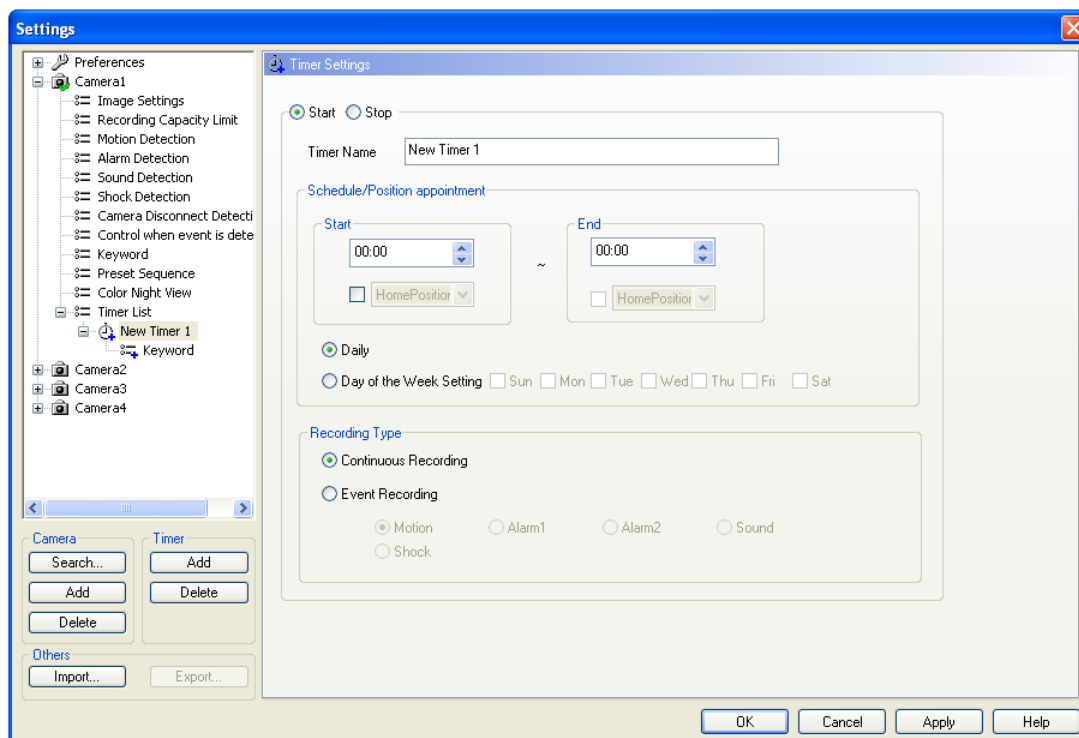 Settings
Preferences
Camera1
Image Settings
Recording Capacity Limit
Motion Detection
Alarm Detection
Sound Detection
Shock Detection
Camera Disconnect Detecti
Control when event is dete
Keyword
Preset Sequence
Color Night View
Timer List
New Timer 1
Keyword
Camera2
Camera3
Camera4
Camera
Search...
Add
Delete
Timer
Add
Delete
Others
Import...
Export...
Timer Settings
Start Stop
Timer Name New Timer 1
Schedule/Position appointment
Start
00:00
HomePosition
~
End
00:00
HomePosition
Daily
Day of the Week Setting Sun Mon Tue Wed Thu Fri Sat
Recording Type
Continuous Recording
Event Recording
Motion Alarm1 Alarm2 Sound
Shock
OK Cancel Apply Help